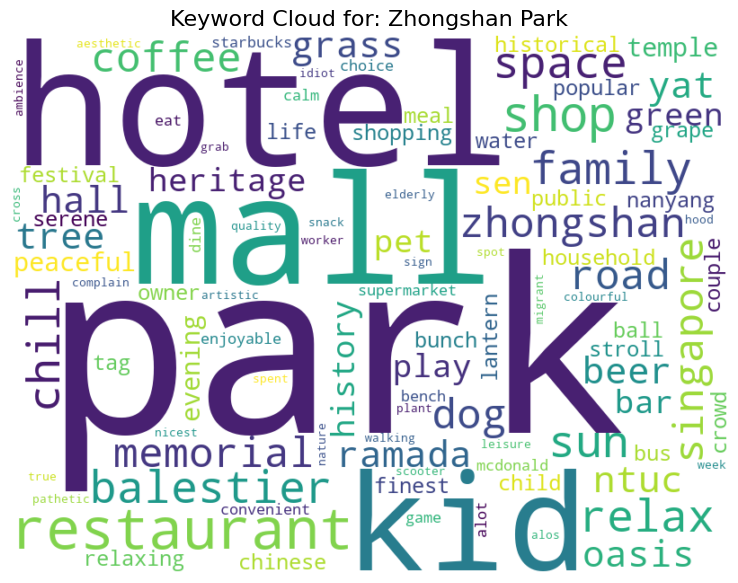 Keyword Cloud for: Zhongshan Park
aesthetic
starbucks
grass
historical
temple
coffee
hotel
idiot
choice
space
popular
yat
ambience
calm
eat
life
meal
shop
green
grab
shopping
water
grape
festival
heritage
family
hall
serene
sen
public
nanyang
cross
tree
mall
elderly
zhongshan
hood
dine
quality
snack
worker
pet
sign
spot
household
road
peaceful
complain
owner
artistic
supermarket
migrant
colourful
couple
singapore
chill
park
evening
enjoyable
history
bunch
lantern
ball
stroll
tag
play
beer
spent
bench
dog
bar
crowd
plant
nicest
nature
walking
sun
leisure
bus
week
memorial
ramada
mcdonald
true
scooter
child
ntuc
pathetic
balestier
kid
finest
convenient
game
alot
alos
relax
restaurant
relaxing
chinese
oasis